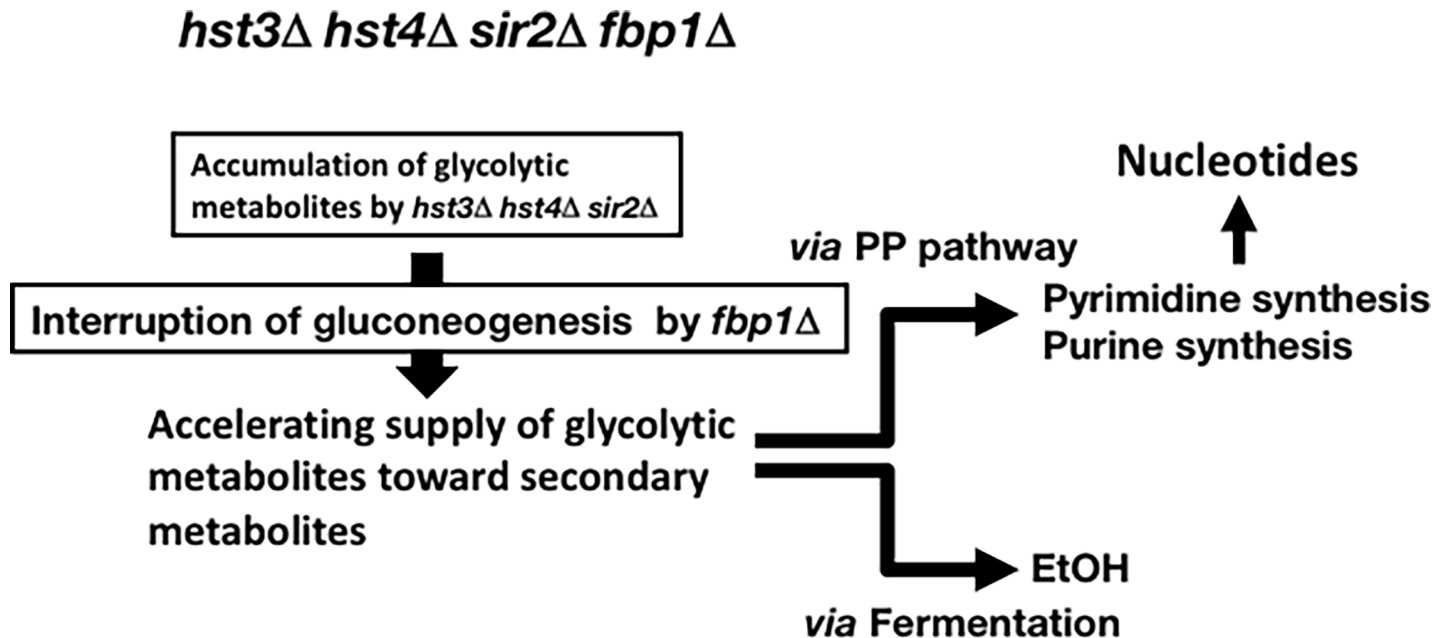 hst3Δ hst4Δ sir2Δ fbp1Δ
Accumulation of glycolytic
metabolites by hst3Δ hst4Δ sir2Δ
Interruption of gluconeogenesis by fbp1Δ
Accelerating supply of glycolytic
metabolites toward secondary
metabolites
via PP pathway
Nucleotides
Pyrimidine synthesis
Purine synthesis
EtOH
via Fermentation